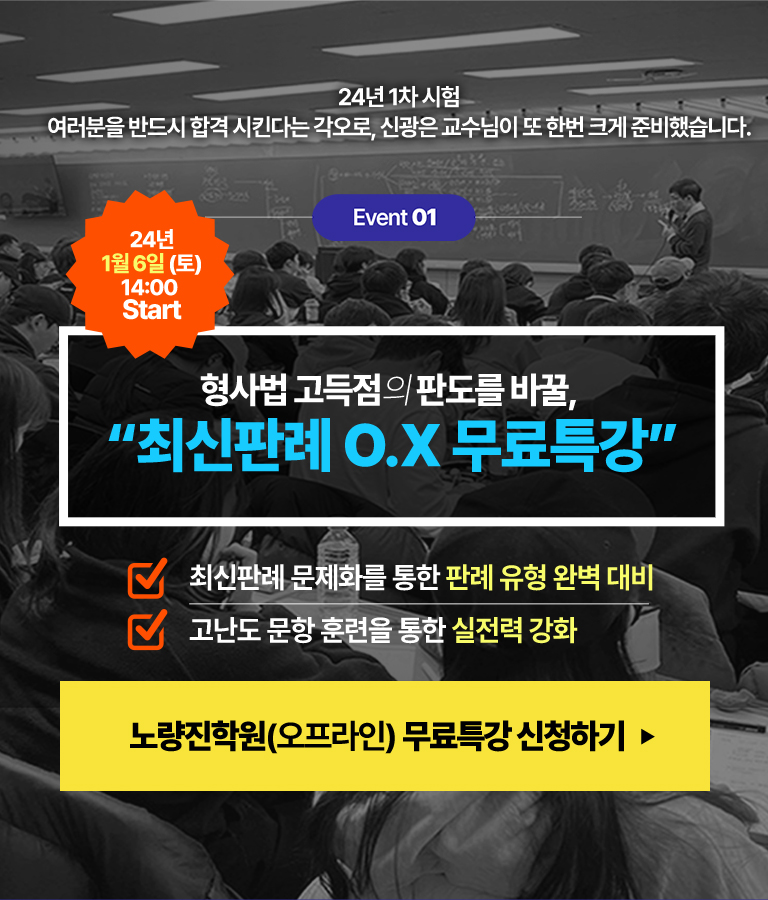 24년 1차 시험
여러분을 반드시 합격 시킨다는 각오로, 신광은 교수님이 또 한번 크게 준비했습니다.
Event 01
24년
1월 6일 (토)
14:00
Start
형사법 고득점의 판도를 바꿀,
“최신판례 O.X 무료특강”
최신판례 문제화를 통한 판례 유형 완벽 대비
고난도 문항 훈련을 통한 실전력 강화
노량진학원(오프라인) 무료특강 신청하기 ▶